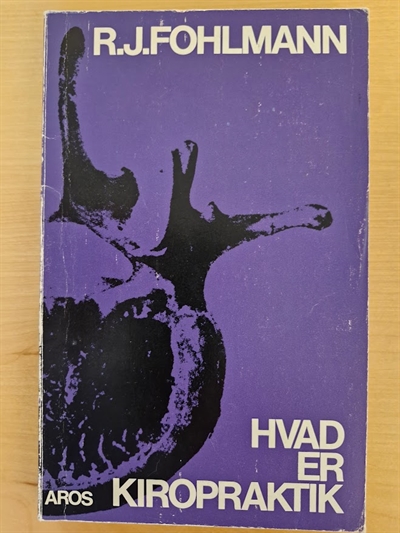 R.J.FOHLMANN
HVAD
ER
KIROPRAKTIK
AROS